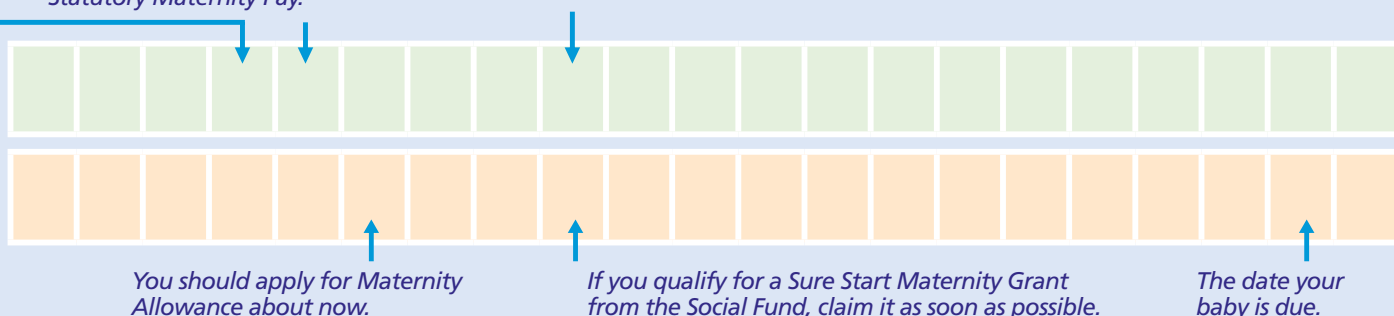 Statutory Maternity Pay.
You should apply for Maternity
Allowance about now.
If you qualify for a Sure Start Maternity Grant
from the Social Fund, claim it as soon as possible.
The date your
baby is due.